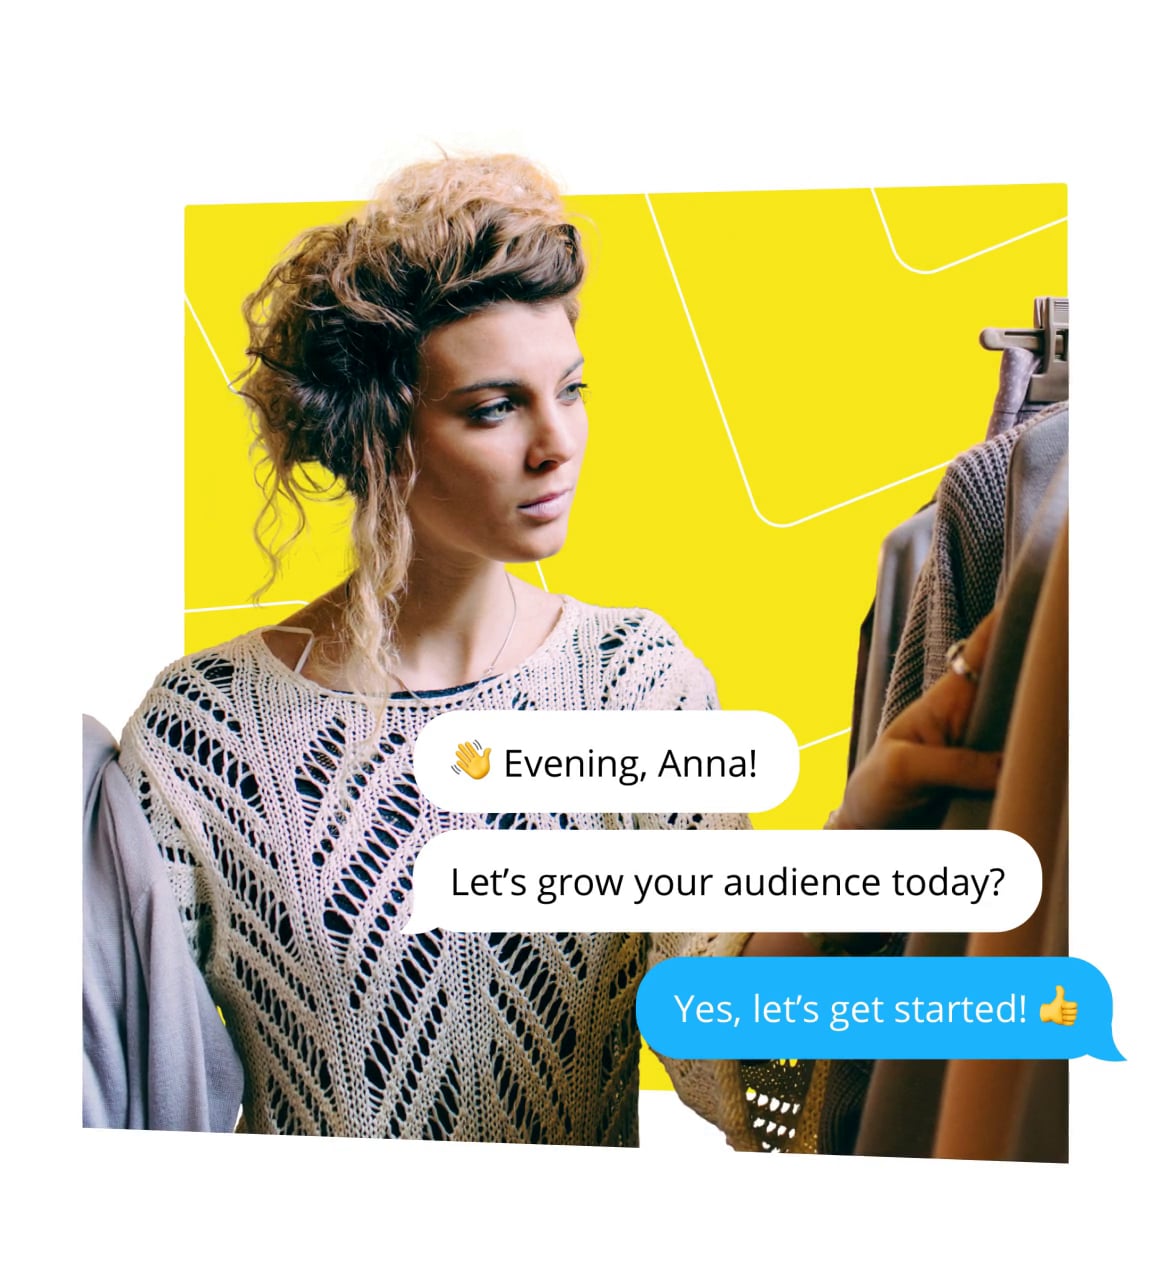 👋 Evening, Anna!
Let’s grow your audience today?
Yes, let’s get started! 👍